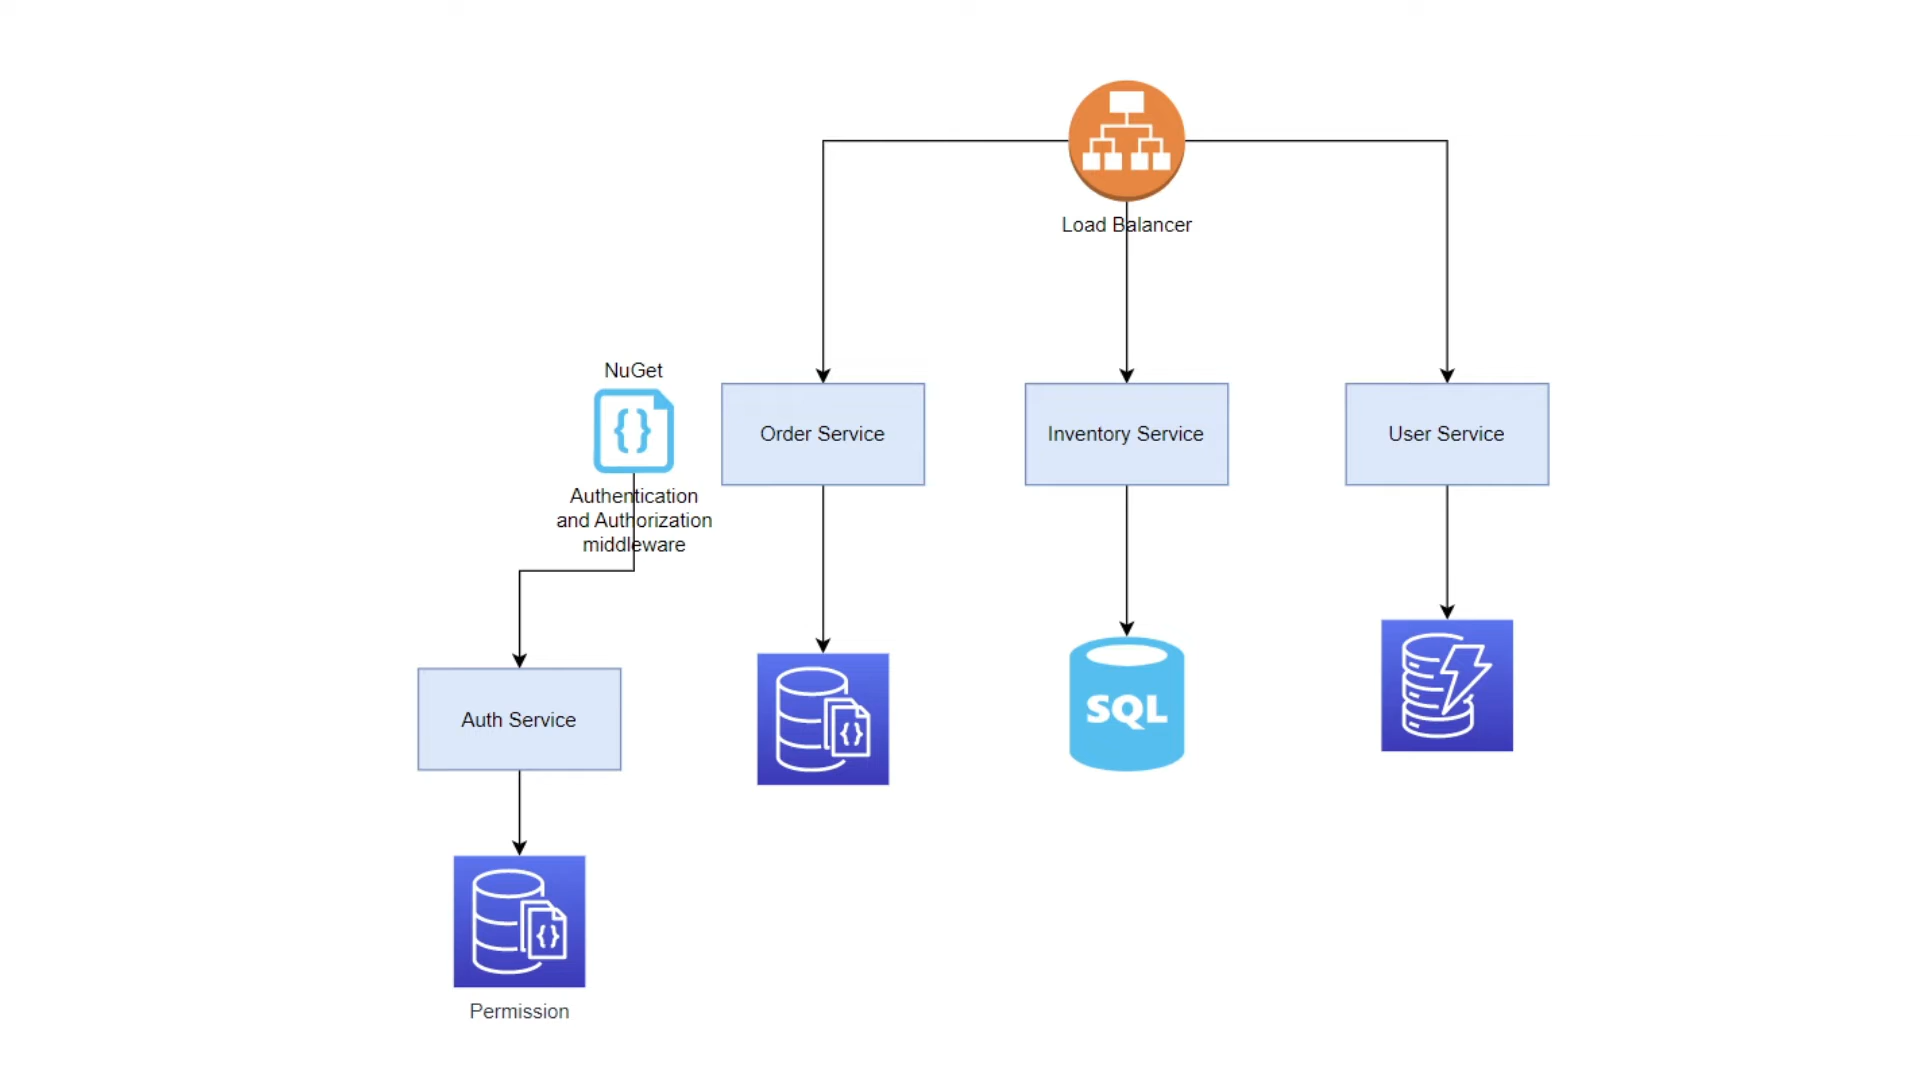 Load Balancer
NuGet
Authentication
and Authorization
middleware
Order Service
Inventory Service
User Service
Auth Service
SQL
Permission